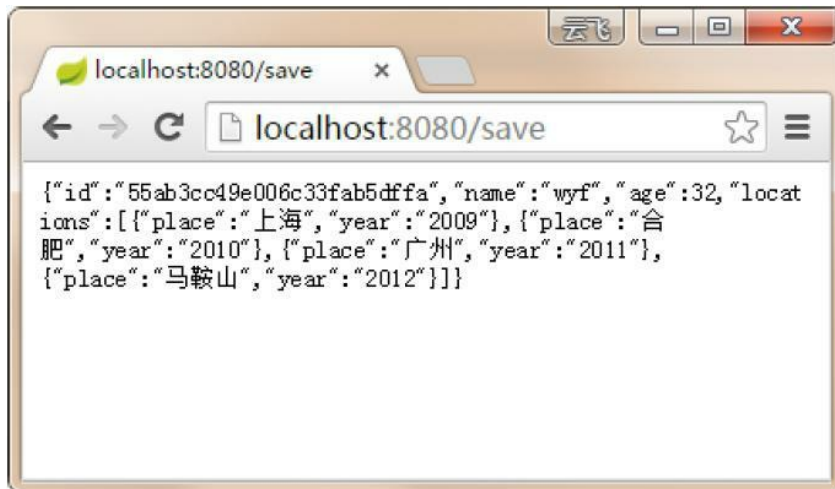 云飞
localhost:8080/save
localhost:8080/save
{"id":"55ab3cc49e006c33fab5dffa","name":"wyf","age":32,"locat
ions":[{"place":"上海","year":"2009"},{"place":"合
肥","year":"2010"},{"place":"广州","year":"2011"},
{"place":"马鞍山","year":"2012"}]}